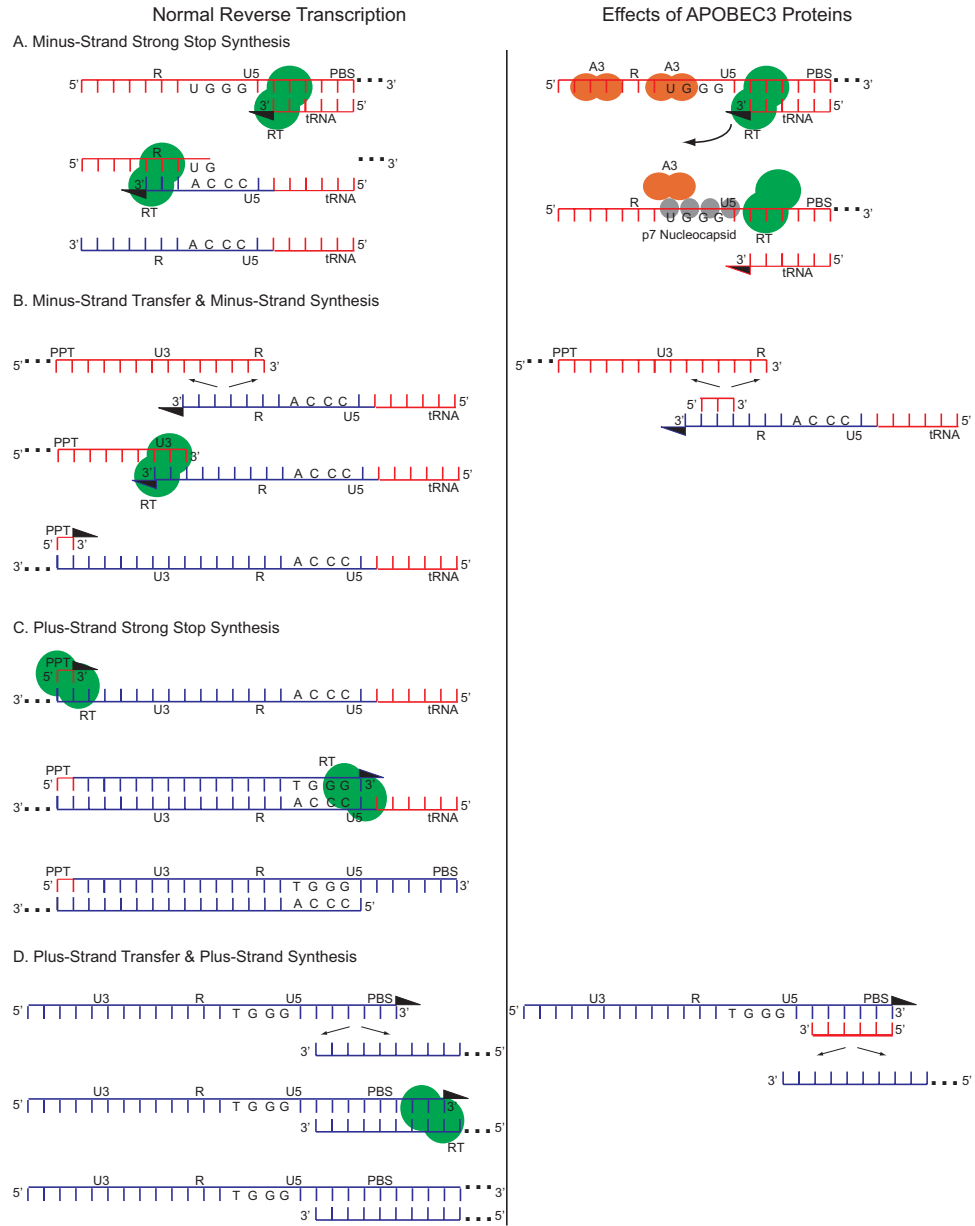 Normal Reverse Transcription
Effects of APOBEC3 Proteins
A. Minus-Strand Strong Stop Synthesis
R U5 PBS
5’ U G G G 3’
3’ 5’
tRNA
RT
R
5’ U G 3’
3’ A C C C 5’
RT U5 tRNA
3’ A C C C 5’
R U5 tRNA
A3 R A3 U5 PBS
5’ U G G G 3’
3’ 5’
RT tRNA
A3
R U5 PBS
5’ U G G G 3’
p7 Nucleocapsid RT
3’ 5’
tRNA
B. Minus-Strand Transfer & Minus-Strand Synthesis
PPT U3 R
5’ 3’
3’ A C C C 5’
R U5 tRNA
PPT U3
5’ 3’
3’ A C C C 5’
RT R U5 tRNA
PPT
5’ 3’
3’ A C C C 5’
U3 R U5 tRNA
PPT U3 R
5’ 3’
5’ 3’
3’ A C C C 5’
R U5 tRNA
C. Plus-Strand Strong Stop Synthesis
PPT
5’ 3’
3’ A C C C 5’
RT U3 R U5 tRNA
PPT RT
5’ T G G G 3’
3’ A C C C 5’
U3 R U5 tRNA
PPT U3 R U5 PBS
5’ T G G G 3’
3’ A C C C 5’
D. Plus-Strand Transfer & Plus-Strand Synthesis
U3 R U5 PBS
5’ T G G G 3’
3’ 5’
U3 R U5 PBS
5’ T G G G 3’
3’ 5’
RT
U3 R U5 PBS
5’ T G G G 3’
3’ 5’
U3 R U5 PBS
5’ T G G G 3’
3’ 5’
3’ 5’